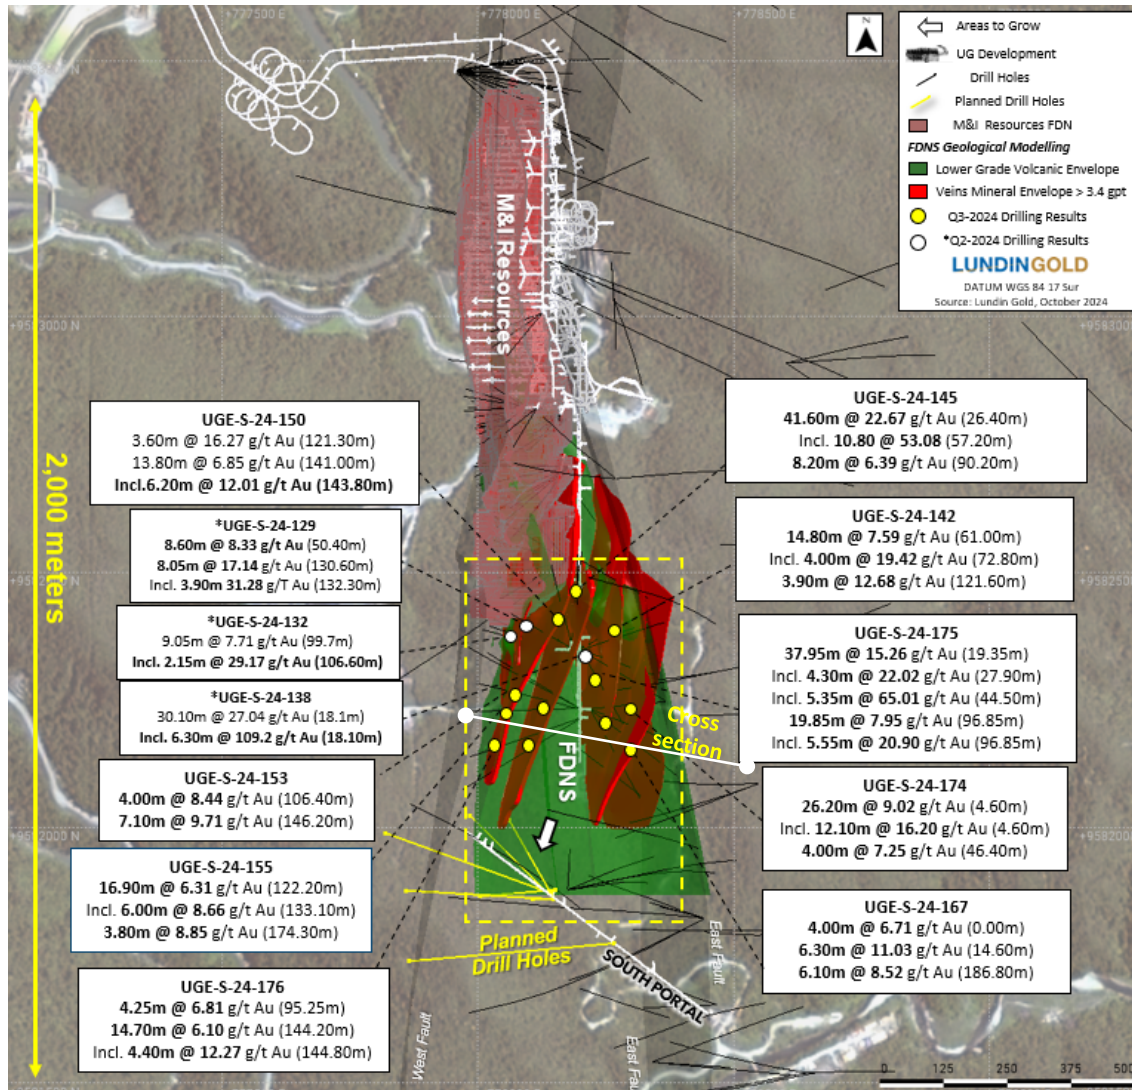 +777500 E
+778000 E
+778500 E
N
Areas to Grow
UG Development
Drill Holes
Planned Drill Holes
M&I Resources FDN
FDNS Geological Modelling
Lower Grade Volcanic Envelope
Veins Mineral Envelope > 3.4 gpt
Q3-2024 Drilling Results
*Q2-2024 Drilling Results
LUNDINGOLD
DATUM WGS 84 17 Sur
Source: Lundin Gold, October 2024
+9583000 N
+9583000 N
M&I Resources
2,000 meters
UGE-S-24-150
3.60m @ 16.27 g/t Au (121.30m)
13.80m @ 6.85 g/t Au (141.00m)
Incl.6.20m @ 12.01 g/t Au (143.80m)
*UGE-S-24-129
8.60m @ 8.33 g/t Au (50.40m)
8.05m @ 17.14 g/t Au (130.60m)
Incl. 3.90m 31.28 g/T Au (132.30m)
*UGE-S-24-132
9.05m @ 7.71 g/t Au (99.7m)
Incl. 2.15m @ 29.17 g/t Au (106.60m)
*UGE-S-24-138
30.10m @ 27.04 g/t Au (18.1m)
Incl. 6.30m @ 109.2 g/t Au (18.10m)
UGE-S-24-153
4.00m @ 8.44 g/t Au (106.40m)
7.10m @ 9.71 g/t Au (146.20m)
UGE-S-24-155
16.90m @ 6.31 g/t Au (122.20m)
Incl. 6.00m @ 8.66 g/t Au (133.10m)
3.80m @ 8.85 g/t Au (174.30m)
UGE-S-24-176
4.25m @ 6.81 g/t Au (95.25m)
14.70m @ 6.10 g/t Au (144.20m)
Incl. 4.40m @ 12.27 g/t Au (144.80m)
UGE-S-24-145
41.60m @ 22.67 g/t Au (26.40m)
Incl. 10.80 @ 53.08 (57.20m)
8.20m @ 6.39 g/t Au (90.20m)
UGE-S-24-142
14.80m @ 7.59 g/t Au (61.00m)
Incl. 4.00m @ 19.42 g/t Au (72.80m)
3.90m @ 12.68 g/t Au (121.60m)
UGE-S-24-175
37.95m @ 15.26 g/t Au (19.35m)
Incl. 4.30m @ 22.02 g/t Au (27.90m)
Incl. 5.35m @ 65.01 g/t Au (44.50m)
19.85m @ 7.95 g/t Au (96.85m)
Incl. 5.55m @ 20.90 g/t Au (96.85m)
UGE-S-24-174
26.20m @ 9.02 g/t Au (4.60m)
Incl. 12.10m @ 16.20 g/t Au (4.60m)
4.00m @ 7.25 g/t Au (46.40m)
UGE-S-24-167
4.00m @ 6.71 g/t Au (0.00m)
6.30m @ 11.03 g/t Au (14.60m)
6.10m @ 8.52 g/t Au (186.80m)
Cross
section
FDNS
Planned
Drill Holes
SOUTH PORTAL
West Fault
East Fault
0 125 250 500